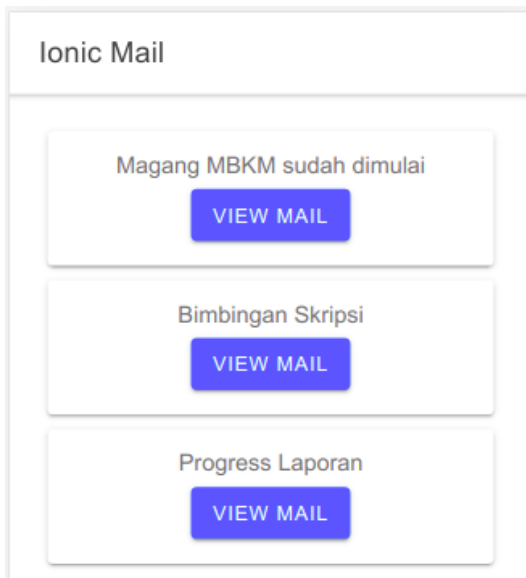 Ionic Mail
Magang MBKM sudah dimulai
VIEW MAIL
Bimbingan Skripsi
VIEW MAIL
Progress Laporan
VIEW MAIL